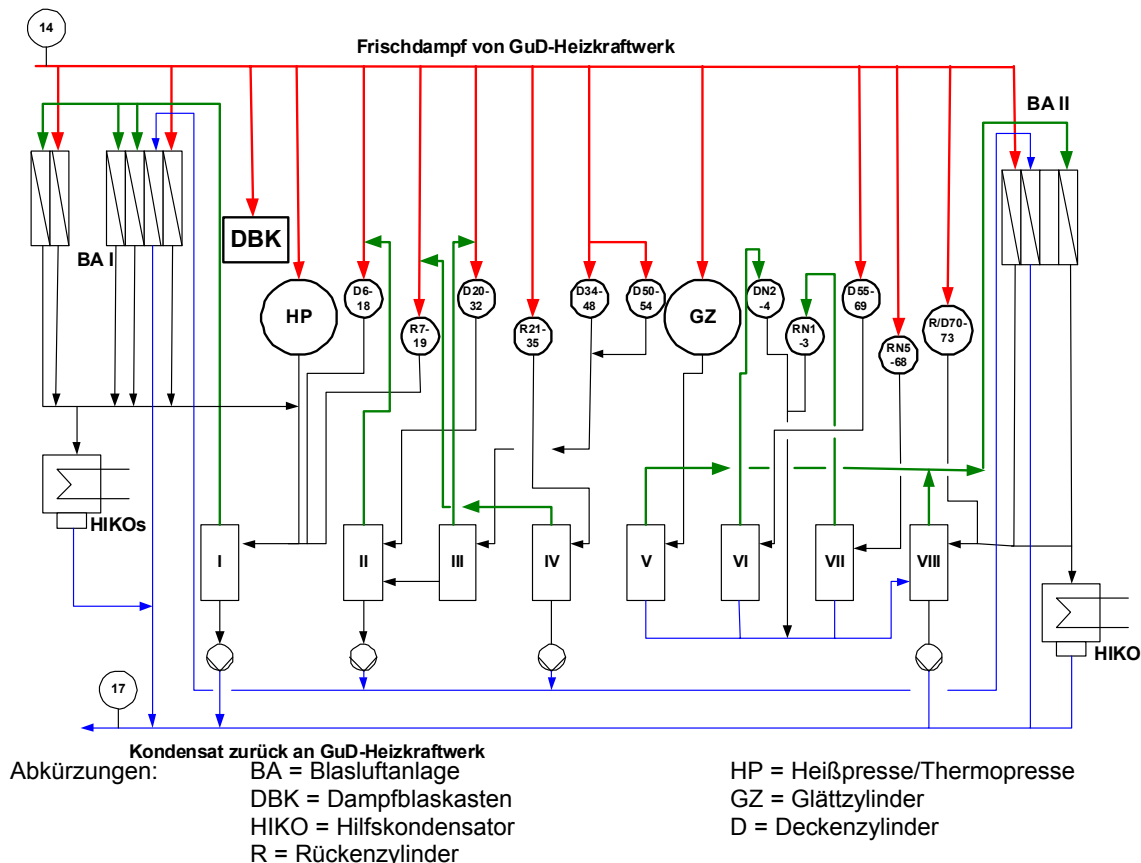 14
Frischdampf von GuD-Heizkraftwerk
BA II
BA I
DBK
HP
D6-
18
R7-
19
D20-
32
R21-
35
D34-
48
D50-
54
GZ
DN2
-4
RN1
-3
D55-
69
RN5
-68
R/D70-
73
HIKOs
I
II
III
IV
V
VI
VII
VIII
HIKO
17
Kondensat zurück an GuD-Heizkraftwerk
Abkürzungen: BA = Blasluftanlage HP = Heißpresse/Thermopresse
DBK = Dampfblaskasten GZ = Glättzylinder
HIKO = Hilfskondensator D = Deckenzylinder
R = Rückenzylinder